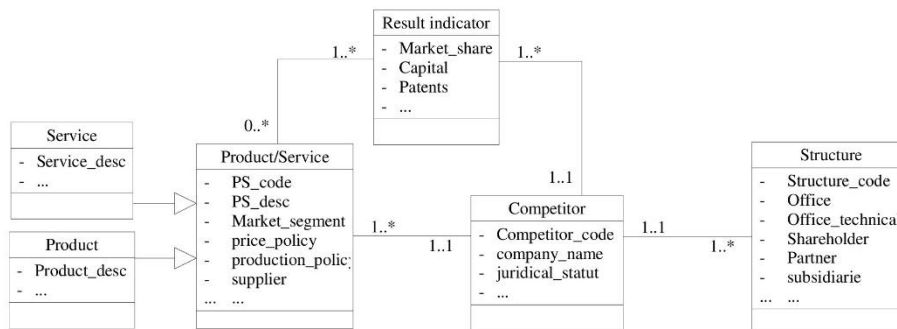 Result indicator
- Market_share
- Capital
- Patents
- ...
1..*
1..*
0..*
1..1
Service
- Service_desc
- ...
Product
- Product_desc
- ...
Product/Service
- PS_code
- PS_desc
- Market_segment
- price_policy
- production_policy
- supplier
... ...
1..*
1..1
Competitor
- Competitor_code
- company_name
- juridical_statut
- ...
1..1
1..*
Structure
- Structure_code
- Office
- Office_technical
- Shareholder
- Partner
- subsidiarie
... ...